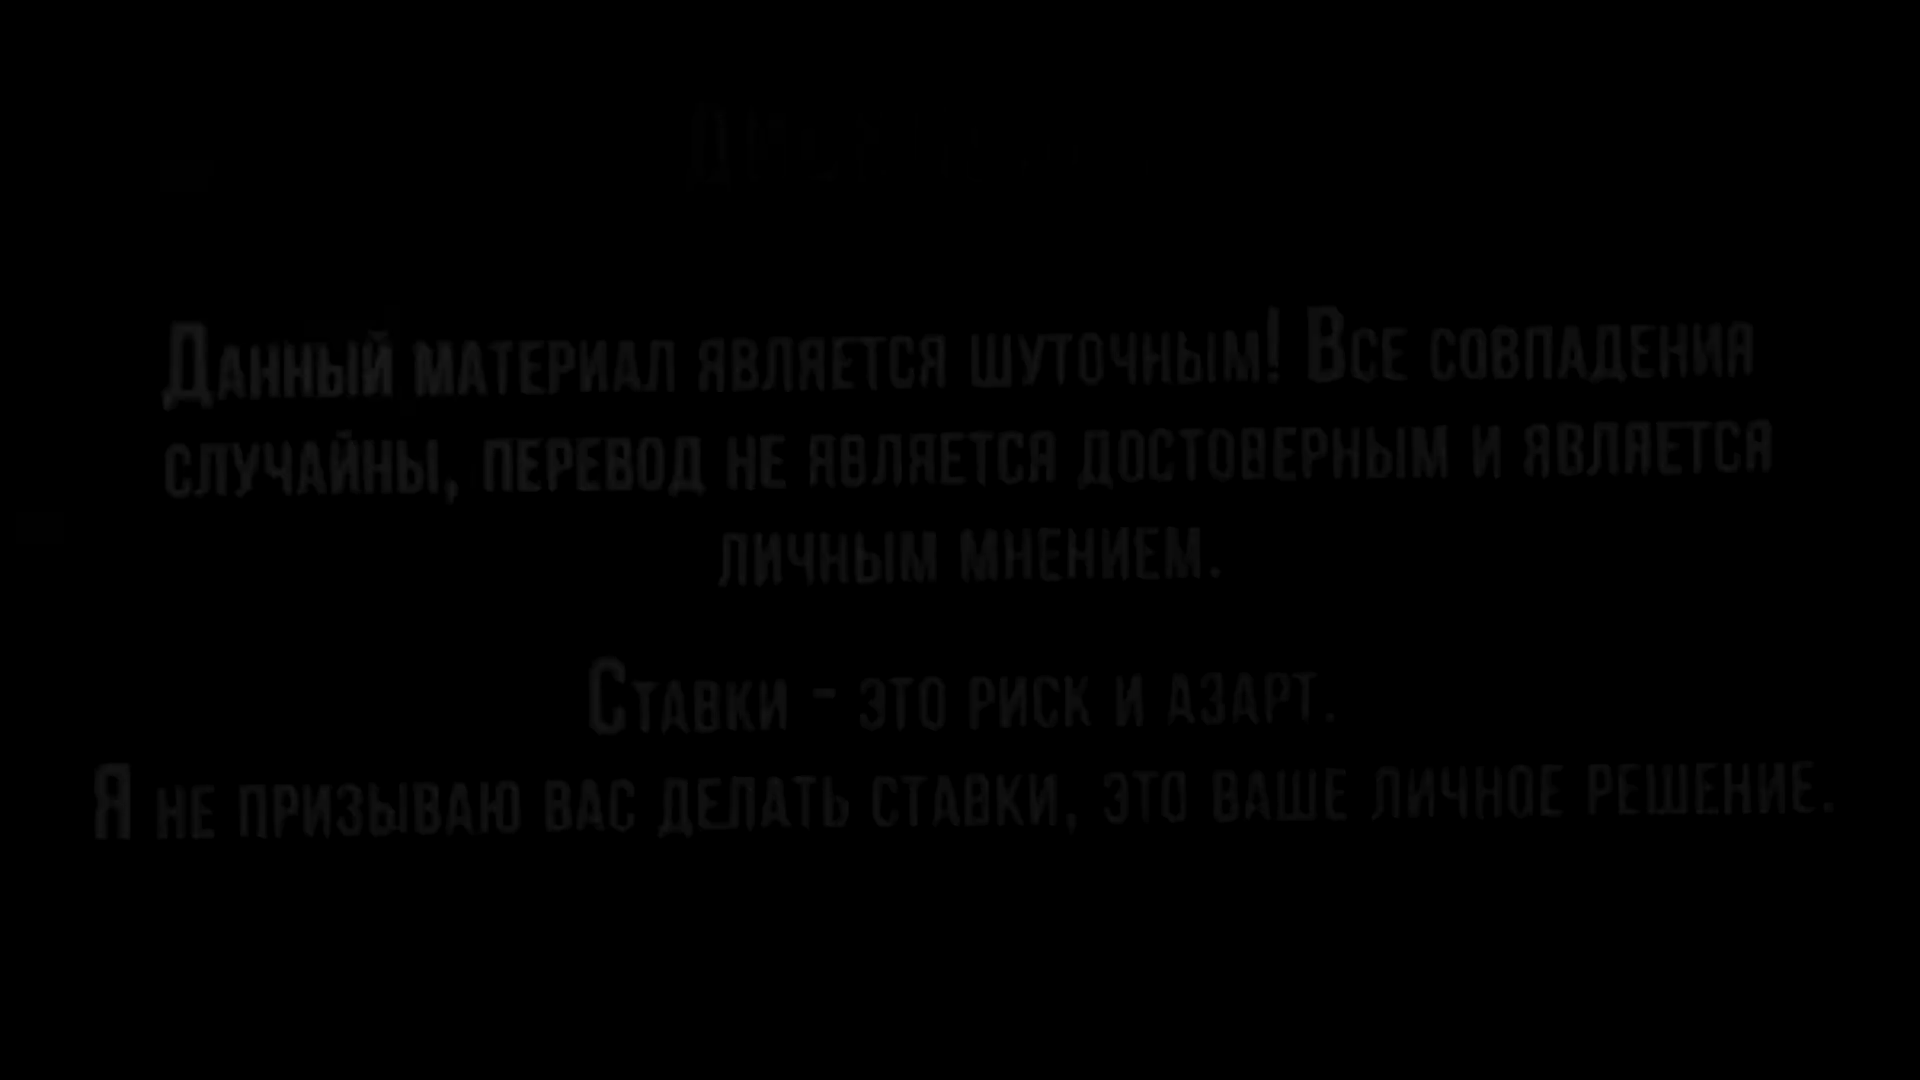 Данный материал является шуточным! Все совпадения
случайны, перевод не является достоверным и является
личным мнением.
Ставки - это риск и азарт.
Я не призываю вас делать ставки, это ваше личное решение.